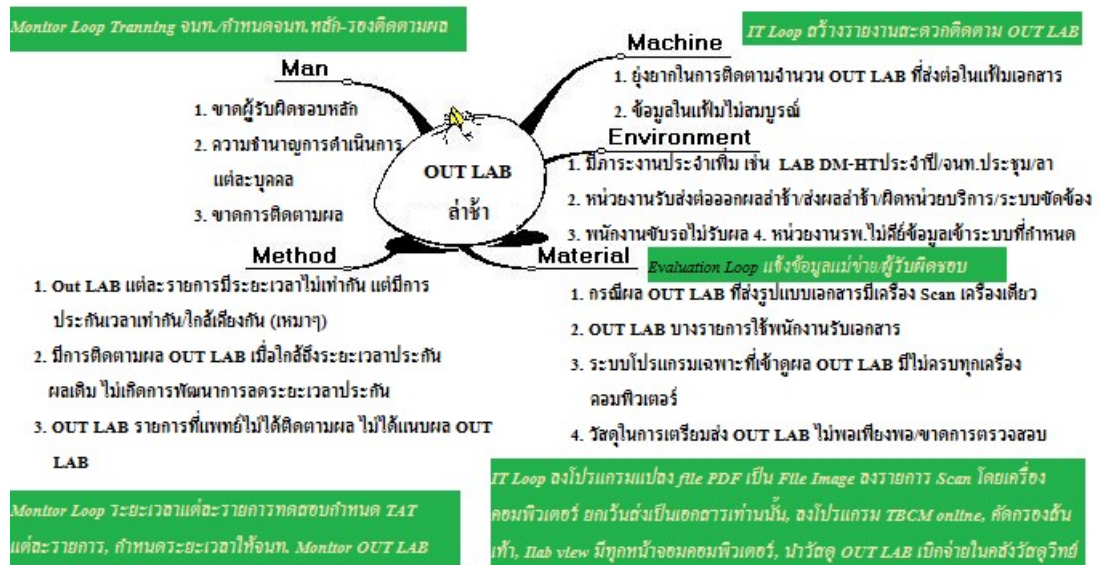 Monitor Loop Tranning จนท./กำหนดจนท.หลัก-รองติดตามผล
IT Loop สร้างรายงานสะดวกติดตาม OUT LAB
Man
1. ขาดผู้รับผิดชอบหลัก
2. ความชำนาญการดำเนินการ
แต่ละบุคคล
3. ขาดการติดตามผล
Machine
1. ยุ่งยากในการติดตามจำนวน OUT LAB ที่ส่งต่อในแฟ้มเอกสาร
2. ข้อมูลในแฟ้มไม่สมบูรณ์
OUT LAB
ล่าช้า
Environment
1. มีภาระงานประจำเพิ่ม เช่น LAB DM-HTประจำปี/จนท.ประชุม/ลา
2. หน่วยงานรับส่งต่อออกผลล่าช้า/ส่งผลล่าช้า/ผิดหน่วยบริการ/ระบบขัดข้อง
3. พนักงานขับรถไม่รับผล 4. หน่วยงานรพ.ไม่คีย์ข้อมูลเข้าระบบที่กำหนด
Method
1. Out LAB แต่ละรายการมีระยะเวลาไม่เท่ากัน แต่มีการ
ประกันเวลาเท่ากัน/ใกล้เคียงกัน (เหมาๆ)
2. มีการติดตามผล OUT LAB เมื่อใกล้ถึงระยะเวลาประกัน
ผลเดิม ไม่เกิดการพัฒนาการลดระยะเวลาประกัน
3. OUT LAB รายการที่แพทย์ไม่ได้ติดตามผล ไม่ได้แนบผล OUT
LAB
Material
Evaluation Loop แจ้งข้อมูลแม่ข่าย/ผู้รับผิดชอบ
1. กรณีผล OUT LAB ที่ส่งรูปแบบเอกสารมีเครื่อง Scan เครื่องเดียว
2. OUT LAB บางรายการใช้พนักงานรับเอกสาร
3. ระบบโปรแกรมเฉพาะที่เข้าดูผล OUT LAB มีไม่ครบทุกเครื่อง
คอมพิวเตอร์
4. วัสดุในการเตรียมส่ง OUT LAB ไม่พอเพียงพอ/ขาดการตรวจสอบ
Monitor Loop ระยะเวลาแต่ละรายการทดสอบกำหนด TAT
แต่ละรายการ, กำหนดระยะเวลาให้จนท. Monitor OUT LAB
IT Loop ลงโปรแกรมแปลง file PDF เป็น File Image ลงรายการ Scan โดยเครื่อง
คอมพิวเตอร์ ยกเว้นส่งเป็นเอกสารเท่านั้น, ลงโปรแกรม TBCM online, คัดกรองส้น
เท้า, Ilab view มีทุกหน้าจอมคอมพิวเตอร์, นำวัสดุ OUT LAB เบิกจ่ายในคลังวัสดุวิทย์